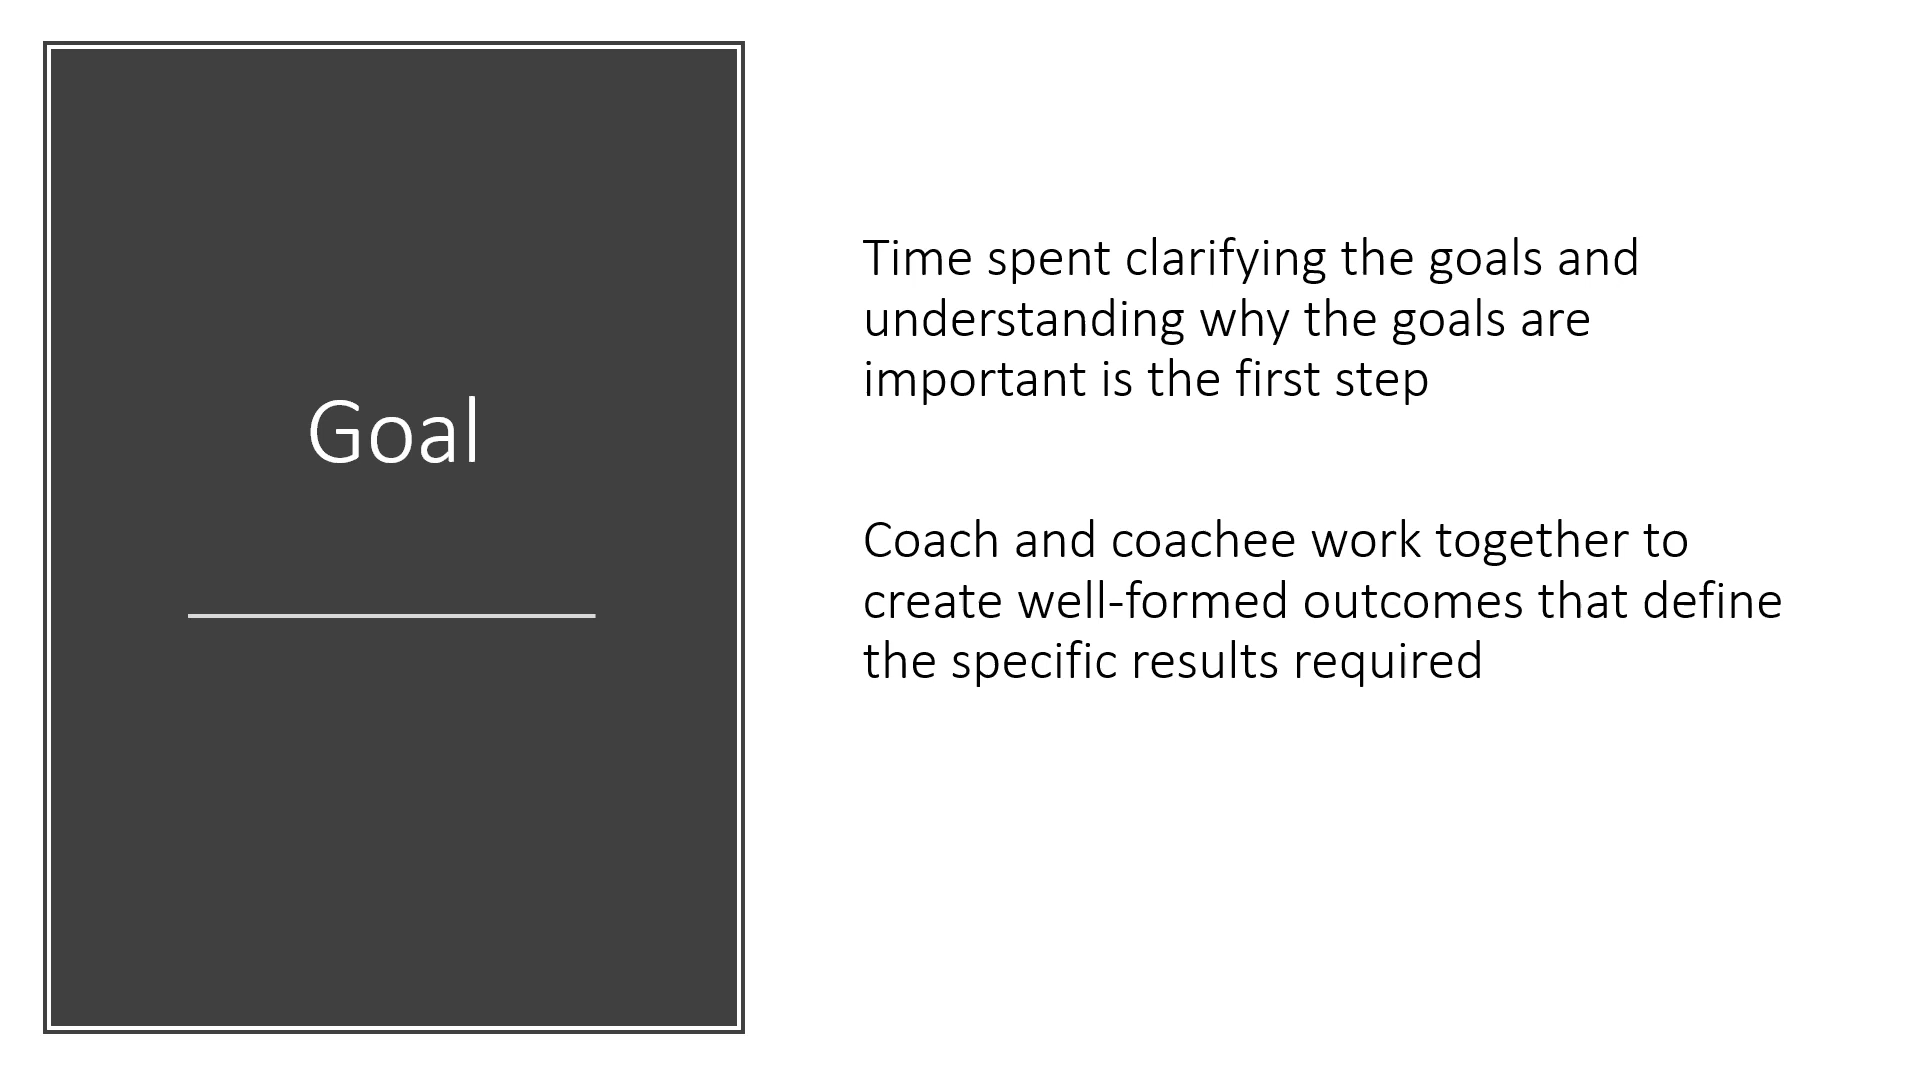 Goal
Time spent clarifying the goals and
understanding why the goals are
important is the first step
Coach and coachee work together to
create well-formed outcomes that define
the specific results required